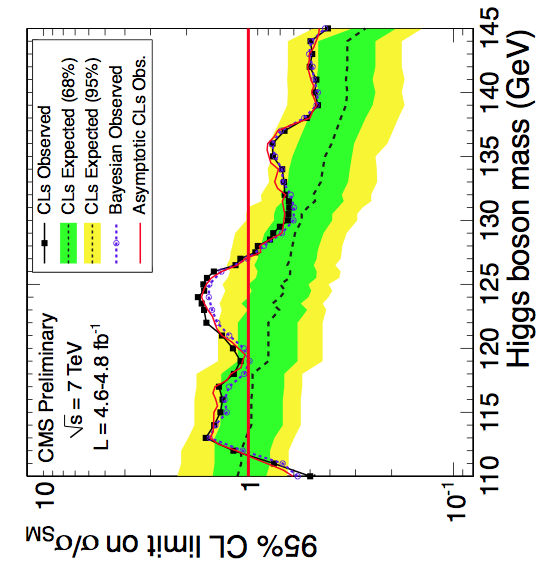 95% CL limit on σ/σSM
10
1
10⁻¹
CMS Preliminary
√s = 7 TeV
L = 4.6-4.8 fb⁻¹
CLs Observed
CLs Expected (68%)
CLs Expected (95%)
Bayesian Observed
Asymptotic CLs Obs.
110 115 120 125 130 135 140 145
Higgs boson mass (GeV)